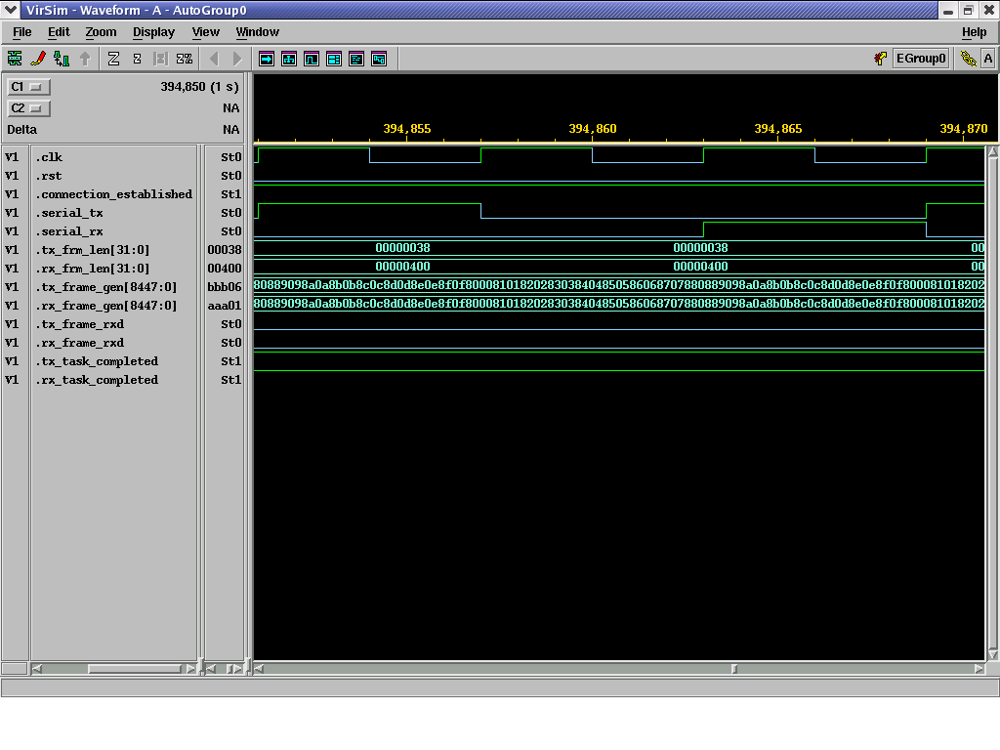 VirSim - Waveform - A - AutoGroup0
File Edit Zoom Display View Window Help
Z 2 |2| 2% EGroup0 A
C1 394,850 (1 s)
C2 NA
Delta NA
394,855 394,860 394,865 394,870
V1 .clk St0
V1 .rst St0
V1 .connection_established St1
V1 .serial_tx St0
V1 .serial_rx St0
V1 .tx_frm_len[31:0] 00038 00000038 00000038 00
V1 .rx_frm_len[31:0] 00400 00000400 00000400 00
V1 .tx_frame_gen[8447:0] bbb06 80889098a0a8b0b8c0c8d0d8e0e8f0f80008101820283038404850586068707880889098a0a8b0b8c0c8d0d8e0e8f0f80008101820
V1 .rx_frame_gen[8447:0] aaa01 80889098a0a8b0b8c0c8d0d8e0e8f0f80008101820283038404850586068707880889098a0a8b0b8c0c8d0d8e0e8f0f80008101820
V1 .tx_frame_rxd St0
V1 .rx_frame_rxd St0
V1 .tx_task_completed St1
V1 .rx_task_completed St1